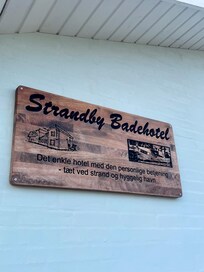 Strandby Badehotel
Det enkle hotel med den personlige betjening
- tæt ved strand og hyggelig havn.